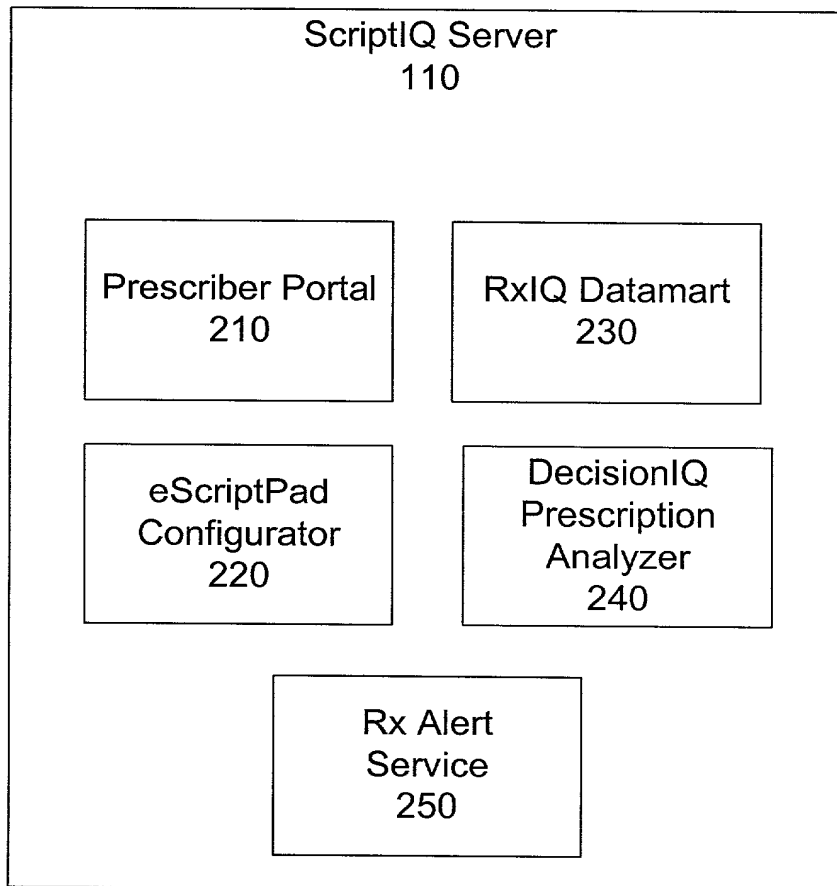 ScriptIQ Server
110
Prescriber Portal
210
RxIQ Datamart
230
eScriptPad
Configurator
220
DecisionIQ
Prescription
Analyzer
240
Rx Alert
Service
250